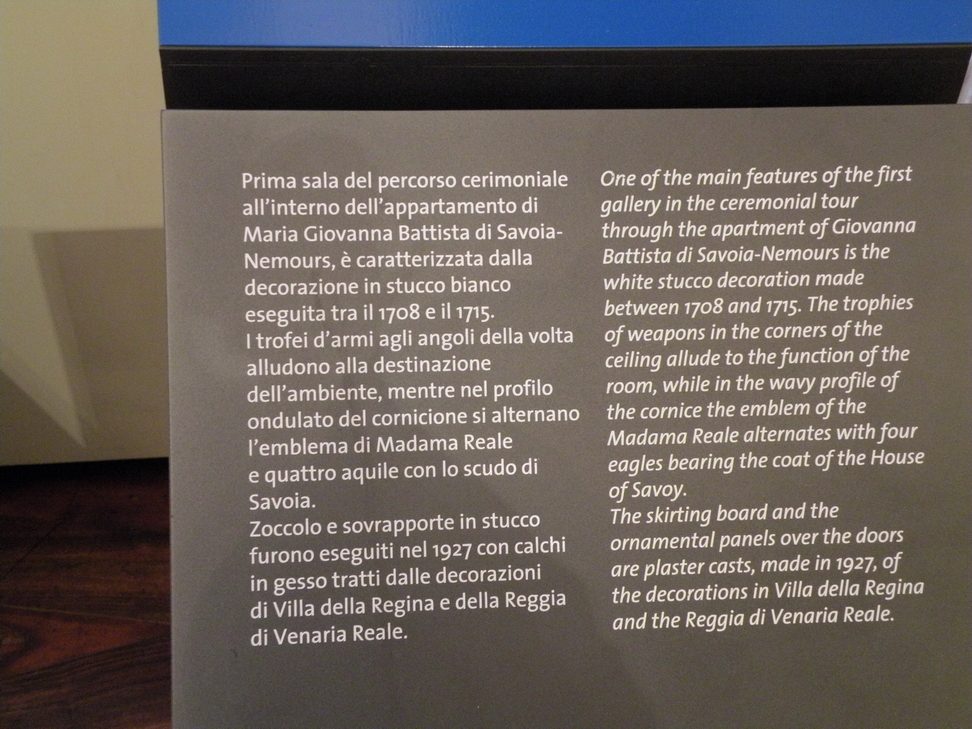 Prima sala del percorso cerimoniale
all'interno dell'appartamento di
Maria Giovanna Battista di Savoia-
Nemours, è caratterizzata dalla
decorazione in stucco bianco
eseguita tra il 1708 e il 1715.
I trofei d'armi agli angoli della volta
alludono alla destinazione
dell'ambiente, mentre nel profilo
ondulato del cornicione si alternano
l'emblema di Madama Reale
e quattro aquile con lo scudo di
Savoia.
Zoccolo e sovrapporte in stucco
furono eseguiti nel 1927 con calchi
in gesso tratti dalle decorazioni
di Villa della Regina e della Reggia
di Venaria Reale.
One of the main features of the first
gallery in the ceremonial tour
through the apartment of Giovanna
Battista di Savoia-Nemours is the
white stucco decoration made
between 1708 and 1715. The trophies
of weapons in the corners of the
ceiling allude to the function of the
room, while in the wavy profile of
the cornice the emblem of the
Madama Reale alternates with four
eagles bearing the coat of the House
of Savoy.
The skirting board and the
ornamental panels over the doors
are plaster casts, made in 1927, of
the decorations in Villa della Regina
and the Reggia di Venaria Reale.